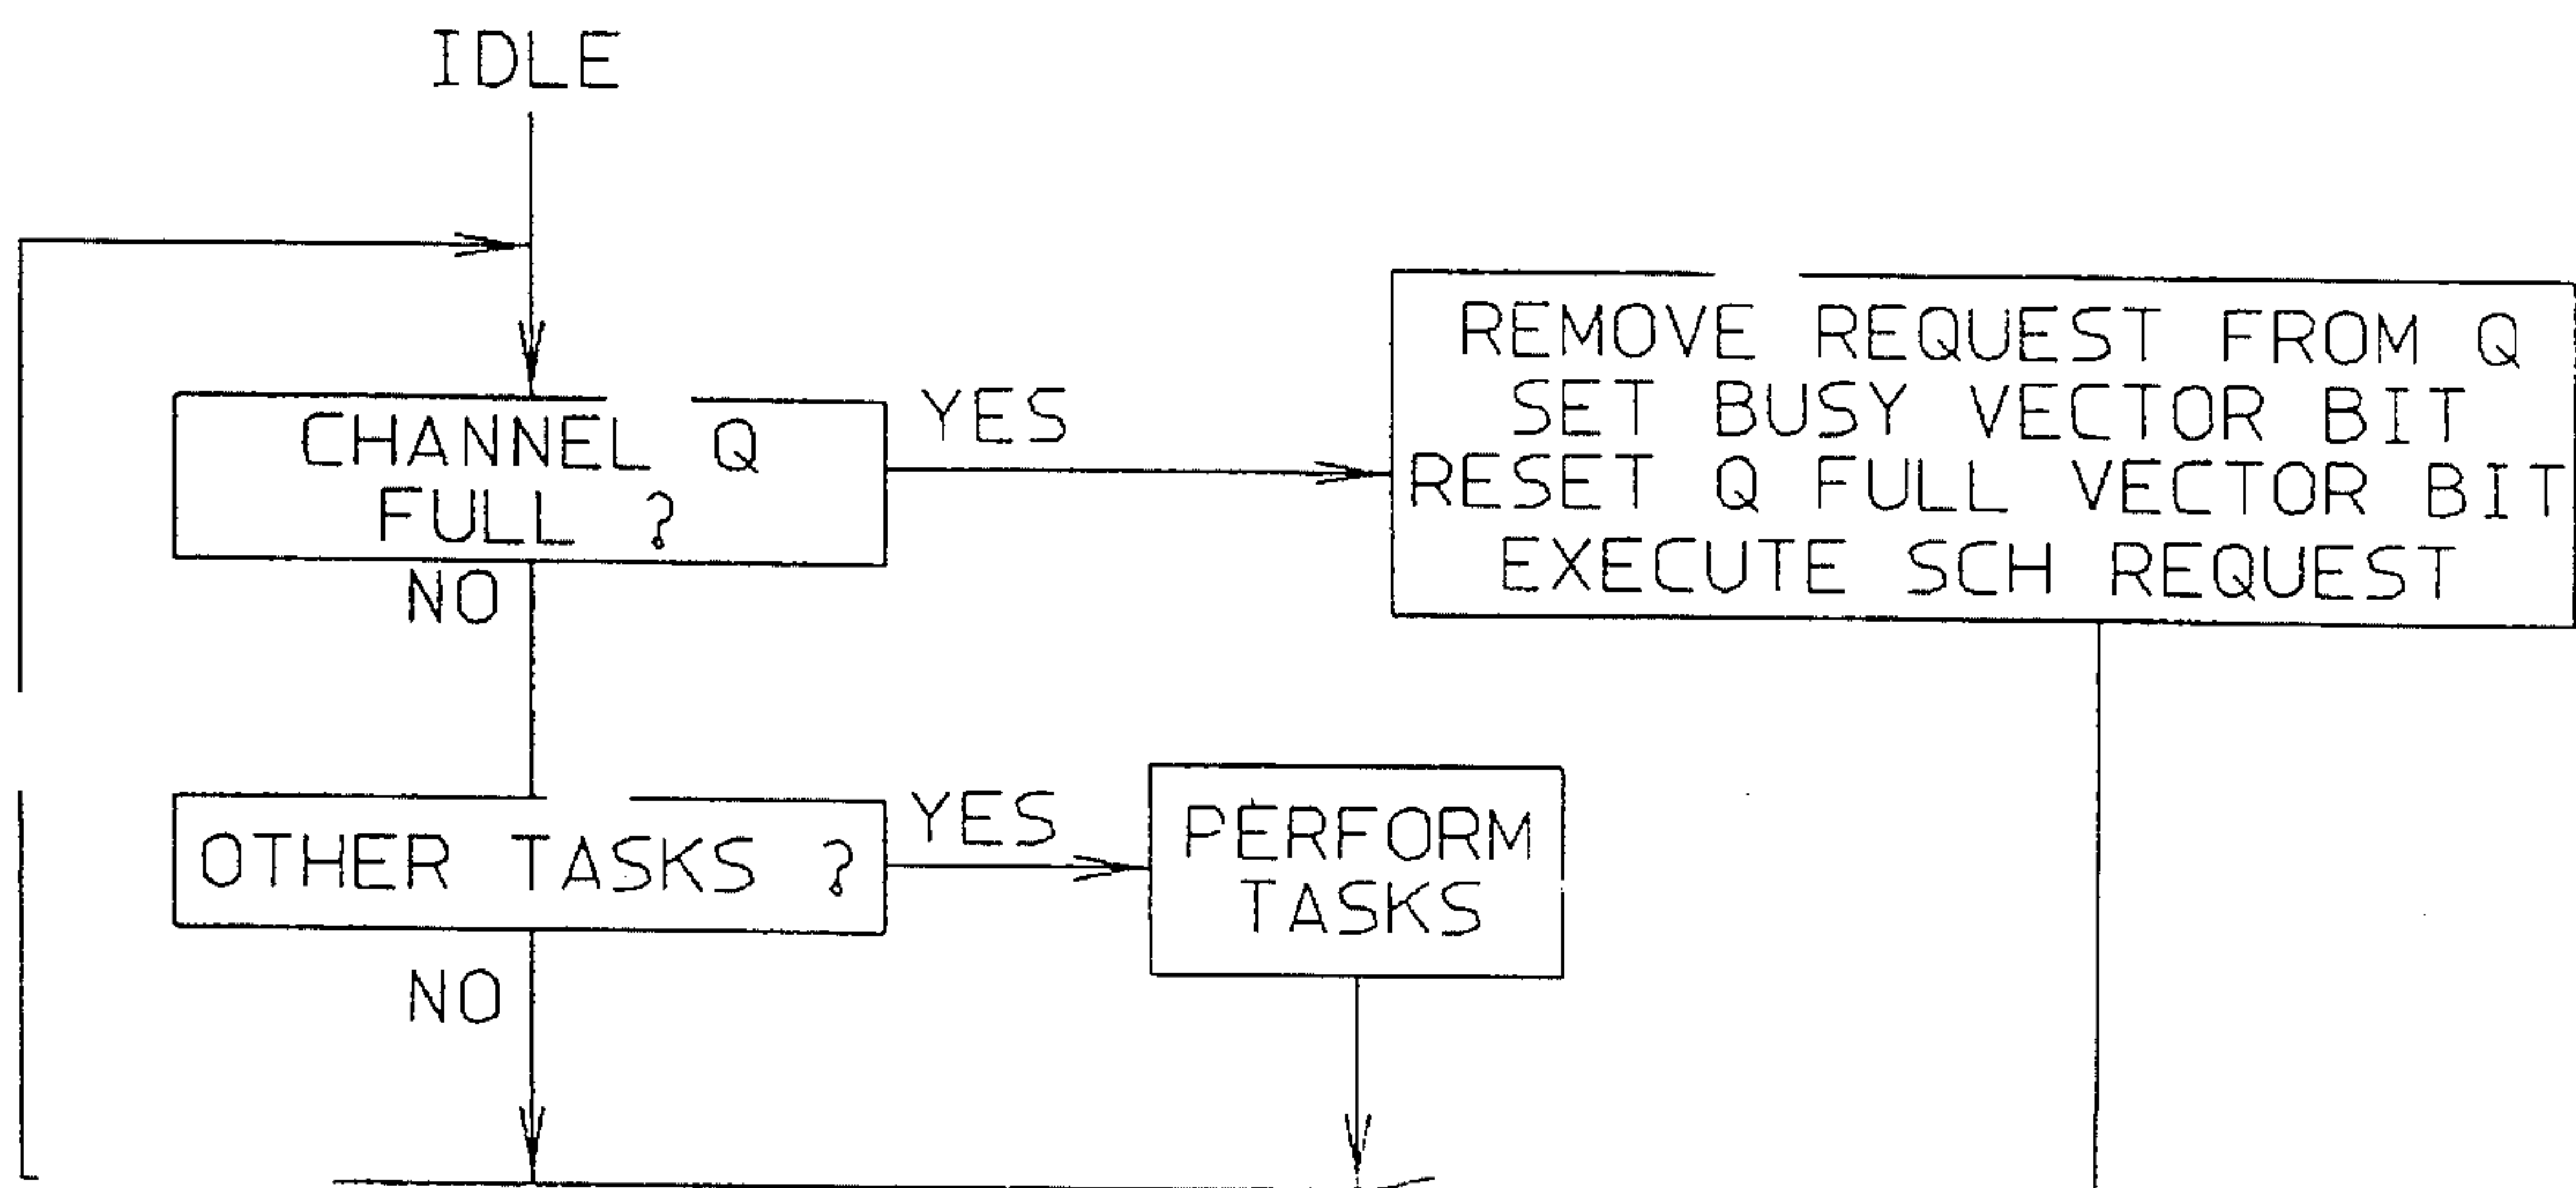 IDLE
CHANNEL Q
FULL ?
YES
REMOVE REQUEST FROM Q
SET BUSY VECTOR BIT
RESET Q FULL VECTOR BIT
EXECUTE SCH REQUEST
NO
OTHER TASKS ?
YES
PERFORM
TASKS
NO